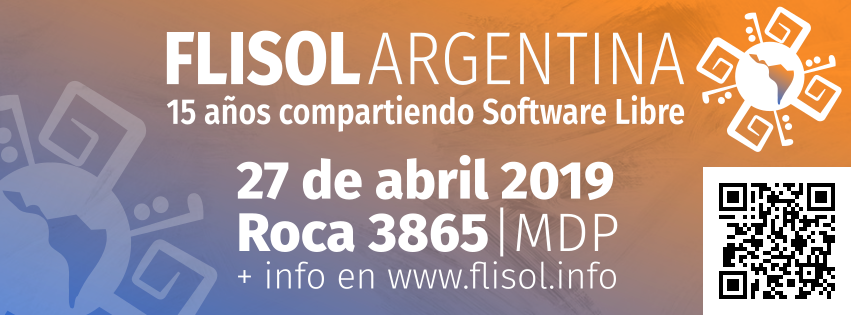 FLISOL ARGENTINA
15 años compartiendo Software Libre
27 de abril 2019
Roca 3865|MDP
+ info en www.flisol.info